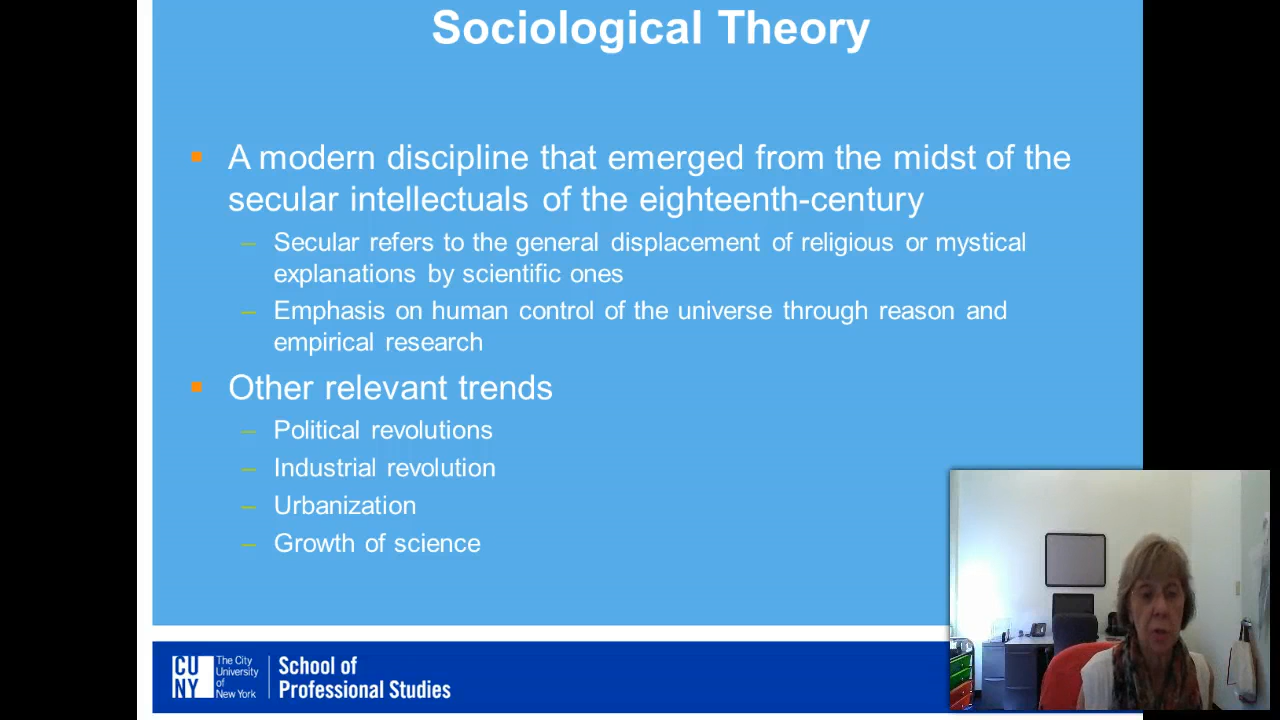 Sociological Theory
A modern discipline that emerged from the midst of the
secular intellectuals of the eighteenth-century
– Secular refers to the general displacement of religious or mystical
explanations by scientific ones
– Emphasis on human control of the universe through reason and
empirical research
Other relevant trends
– Political revolutions
– Industrial revolution
– Urbanization
– Growth of science
CU
NY
The City
University
of
New York
School of
Professional Studies